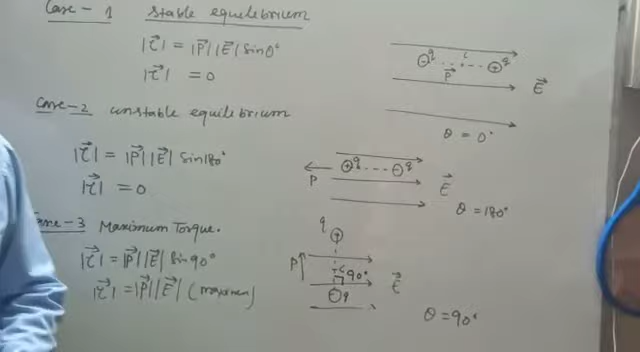 Case - 1 stable equilibrium
|τ⃗| = |P⃗||E⃗| sin0°
|τ⃗| = 0
q q
P⃗
E⃗
θ = 0°
Case - 2 unstable equilibrium
|τ⃗| = |P⃗||E⃗| sin180°
|τ⃗| = 0
+ q - q
P
E⃗
θ = 180°
Case - 3 Maximum Torque.
|τ⃗| = |P⃗||E⃗| sin90°
|τ⃗| = |P⃗||E⃗|
q
+
P
90°
E⃗
- q
θ = 90°